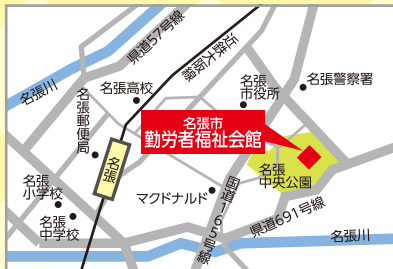 県道57号線
近鉄大阪線
名張川
名張高校
名張
市役所
名張警察署
名張
郵便局
名張市
勤労者福祉会館
名張
名張
中央公園
名張
小学校
マクドナルド
国道165号線
名張
中学校
県道691号線
名張川